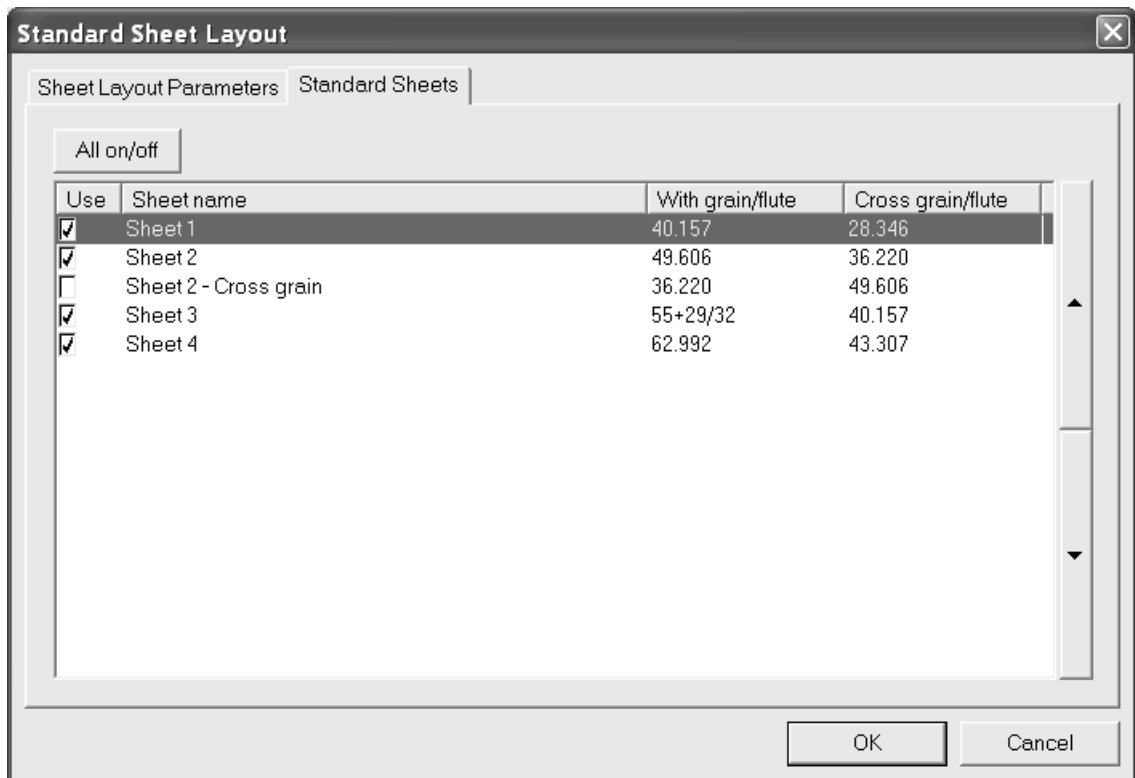 Standard Sheet Layout
Sheet Layout Parameters Standard Sheets
All on/off
Use Sheet name With grain/flute Cross grain/flute
Sheet 1 40.157 28.346
Sheet 2 49.606 36.220
Sheet 2 - Cross grain 36.220 49.606
Sheet 3 55+29/32 40.157
Sheet 4 62.992 43.307
OK Cancel